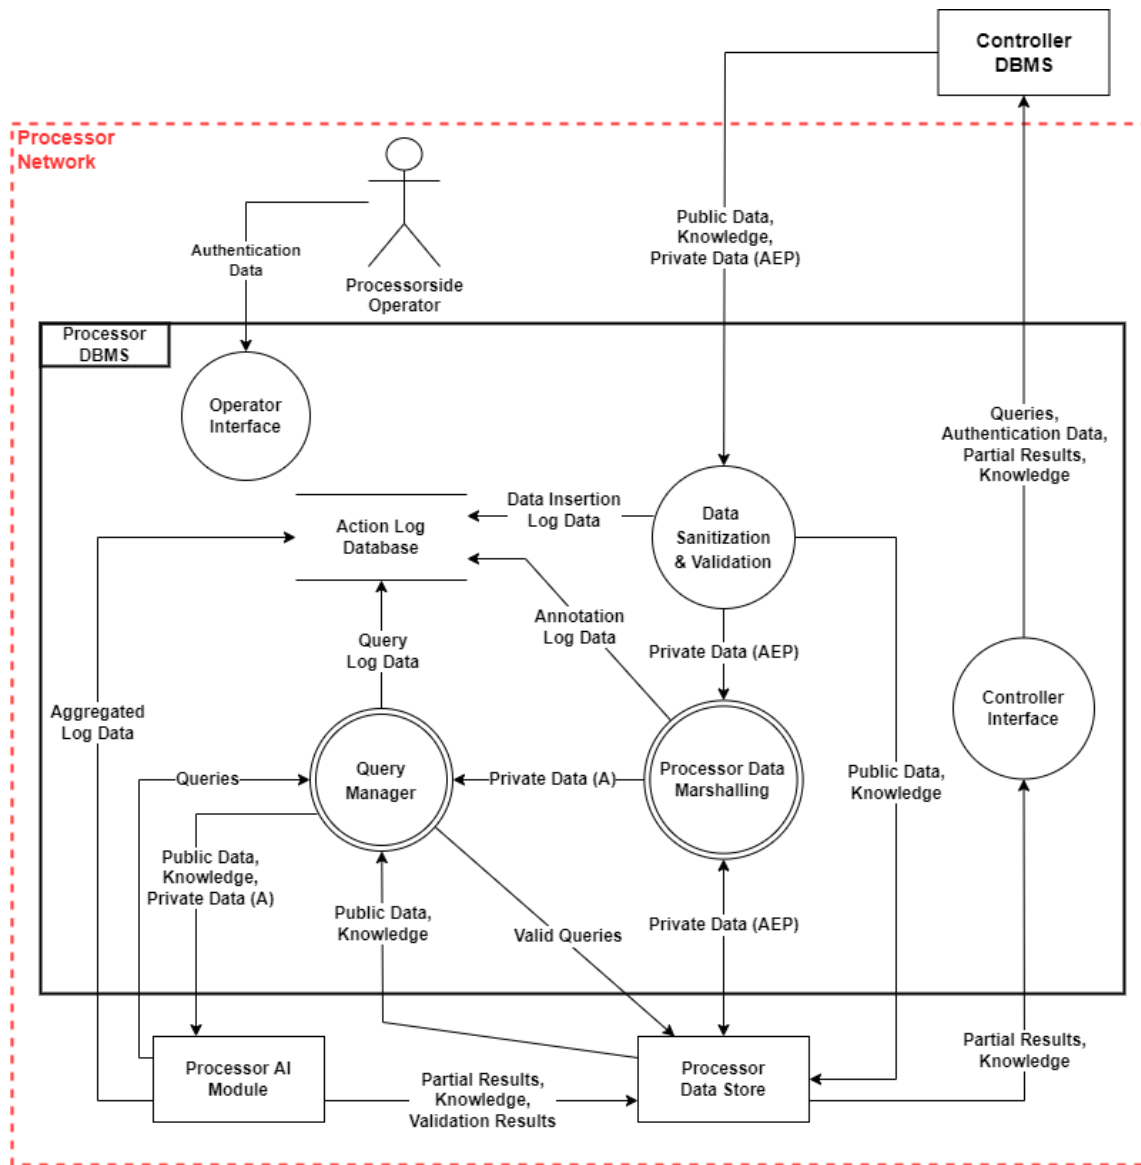 Controller
DBMS
Processor
Network
Public Data,
Knowledge,
Private Data (AEP)
Authentication
Data
Processorside
Operator
Processor
DBMS
Operator
Interface
Queries,
Authentication Data,
Partial Results,
Knowledge
Data Insertion
Log Data
Data
Sanitization
& Validation
Action Log
Database
Annotation
Log Data
Query
Log Data
Private Data (AEP)
Controller
Interface
Aggregated
Log Data
Queries
Query
Manager
Private Data (A)
Processor Data
Marshalling
Public Data,
Knowledge
Public Data,
Knowledge,
Private Data (A)
Public Data,
Knowledge
Valid Queries
Private Data (AEP)
Partial Results,
Knowledge
Processor AI
Module
Partial Results,
Knowledge,
Validation Results
Processor
Data Store